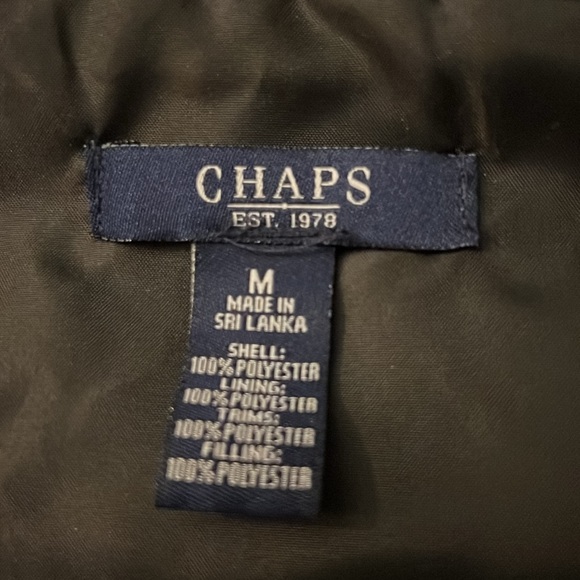 CHAPS
EST. 1978
M
MADE IN
SRI LANKA
SHELL:
100% POLYESTER
LINING:
100% POLYESTER
TRIMS:
100% POLYESTER
FILLING:
100% POLYESTER